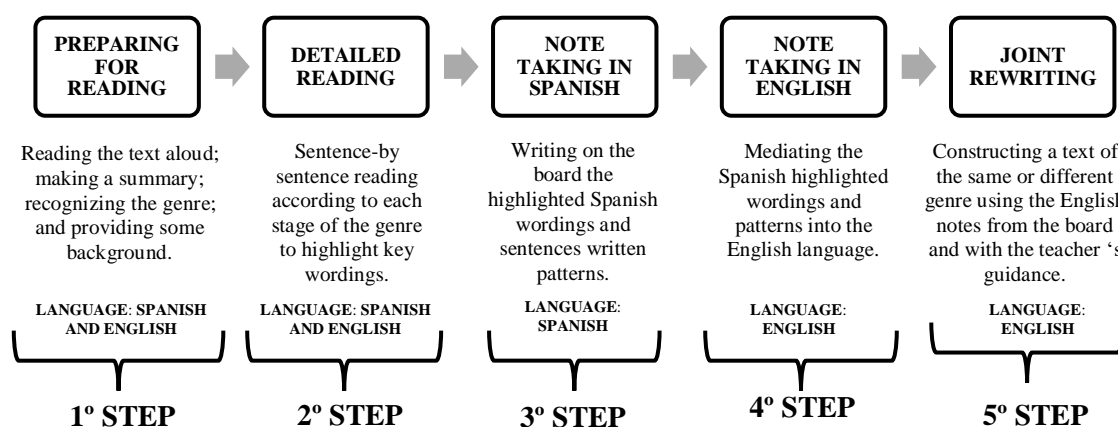 PREPARING
FOR
READING
DETAILED
READING
NOTE
TAKING IN
SPANISH
NOTE
TAKING IN
ENGLISH
JOINT
REWRITING
Reading the text aloud;
making a summary;
recognizing the genre;
and providing some
background.
Sentence-by
sentence reading
according to each
stage of the genre
to highlight key
wordings.
Writing on the
board the
highlighted Spanish
wordings and
sentences written
patterns.
Mediating the
Spanish highlighted
wordings and
patterns into the
English language.
Constructing a text of
the same or different
genre using the English
notes from the board
and with the teacher ‘s
guidance.
LANGUAGE: SPANISH
AND ENGLISH
LANGUAGE: SPANISH
AND ENGLISH
LANGUAGE:
SPANISH
LANGUAGE:
ENGLISH
LANGUAGE:
ENGLISH
1º STEP
2º STEP
3º STEP
4º STEP
5º STEP